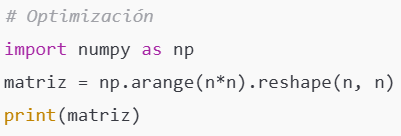 # Optimización
import numpy as np
matriz = np.arange(n*n).reshape(n, n)
print(matriz)